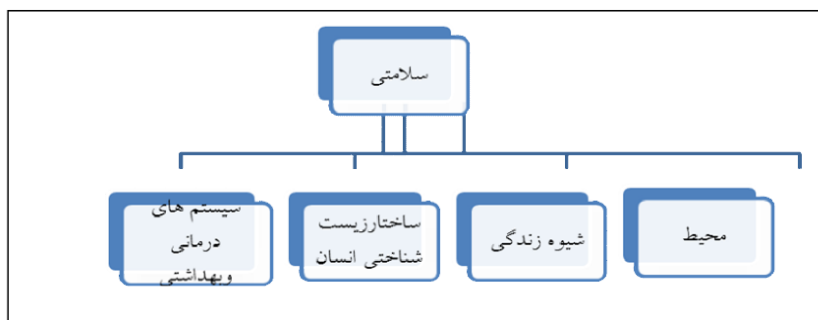 سلامتی
محیط
شیوه زندگی
ساختارزیست
شناختی انسان
سیستم های
درمانی
وبهداشتی